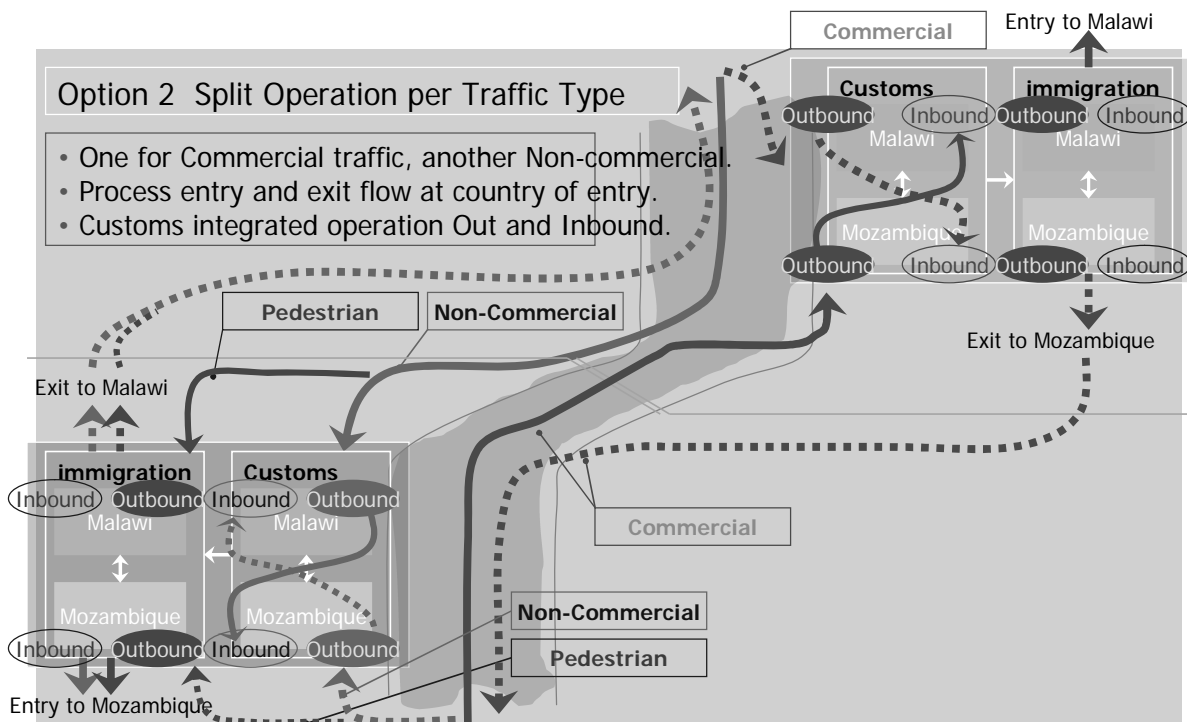 Commercial
Entry to Malawi
Option 2 Split Operation per Traffic Type
• One for Commercial traffic, another Non-commercial.
• Process entry and exit flow at country of entry.
• Customs integrated operation Out and Inbound.
Customs
immigration
Outbound
Inbound
Outbound
Inbound
Malawi
Malawi
Mozambique
Mozambique
Outbound
Inbound
Outbound
Inbound
Pedestrian
Non-Commercial
Exit to Mozambique
Exit to Malawi
immigration
Customs
Inbound
Outbound
Inbound
Outbound
Malawi
Malawi
Commercial
Mozambique
Mozambique
Non-Commercial
Inbound
Outbound
Inbound
Outbound
Pedestrian
Entry to Mozambique